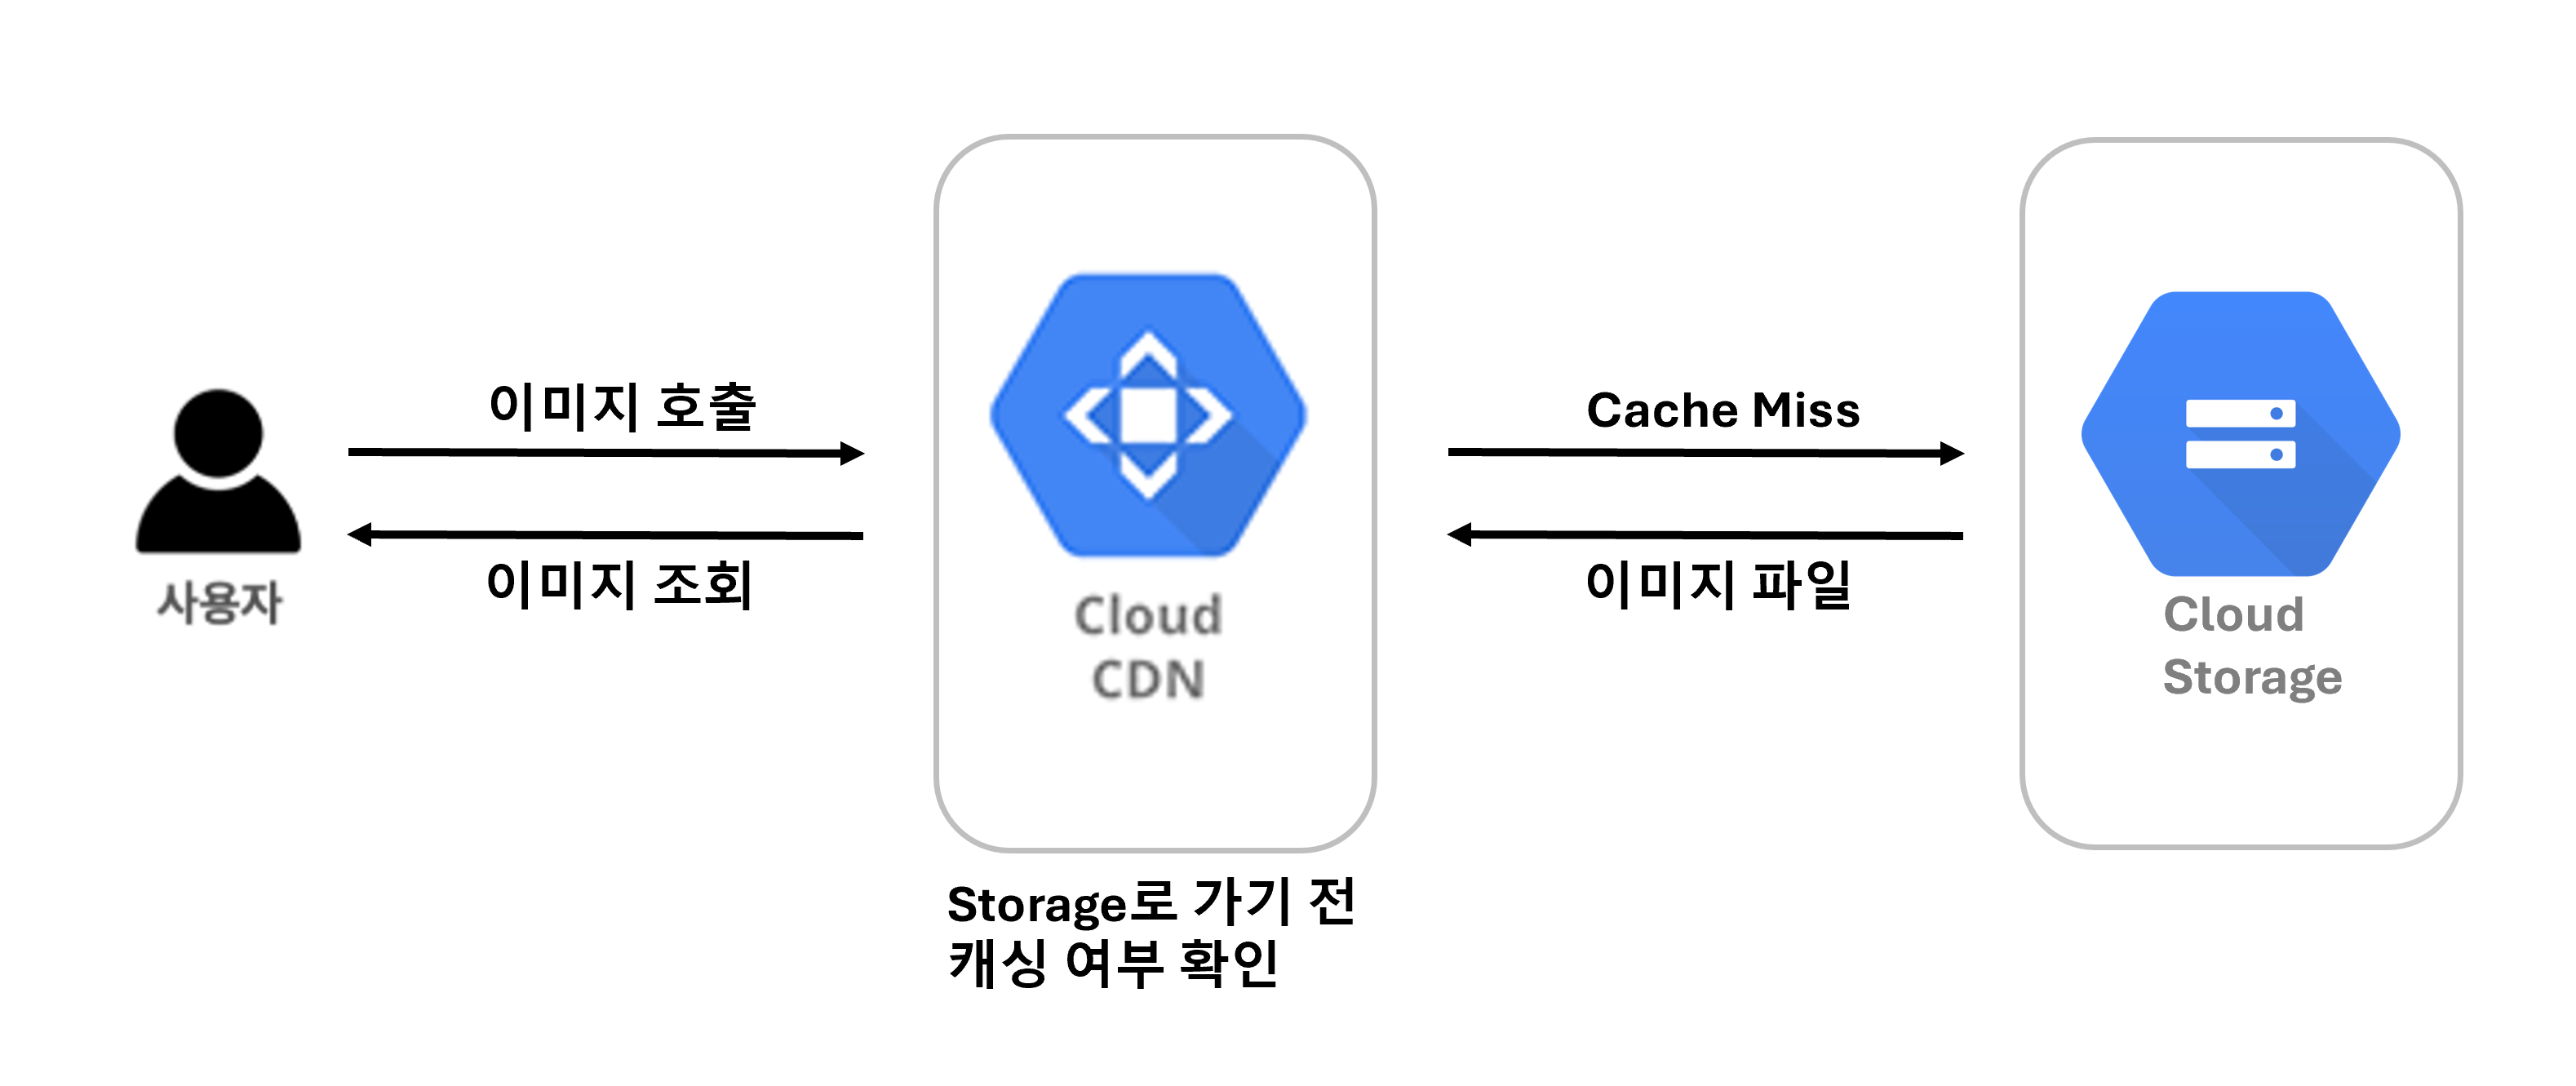 이미지 호출
이미지 조회
사용자
Cloud
CDN
Storage로 가기 전
캐싱 여부 확인
Cache Miss
이미지 파일
Cloud
Storage